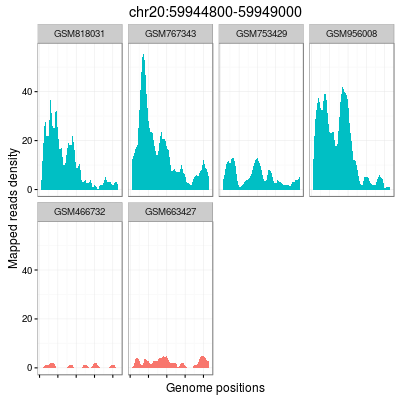 chr20:59944800-59949000
GSM818031 GSM767343 GSM753429 GSM956008
40
20
0
Mapped reads density
GSM466732 GSM663427
40
20
0
Genome positions